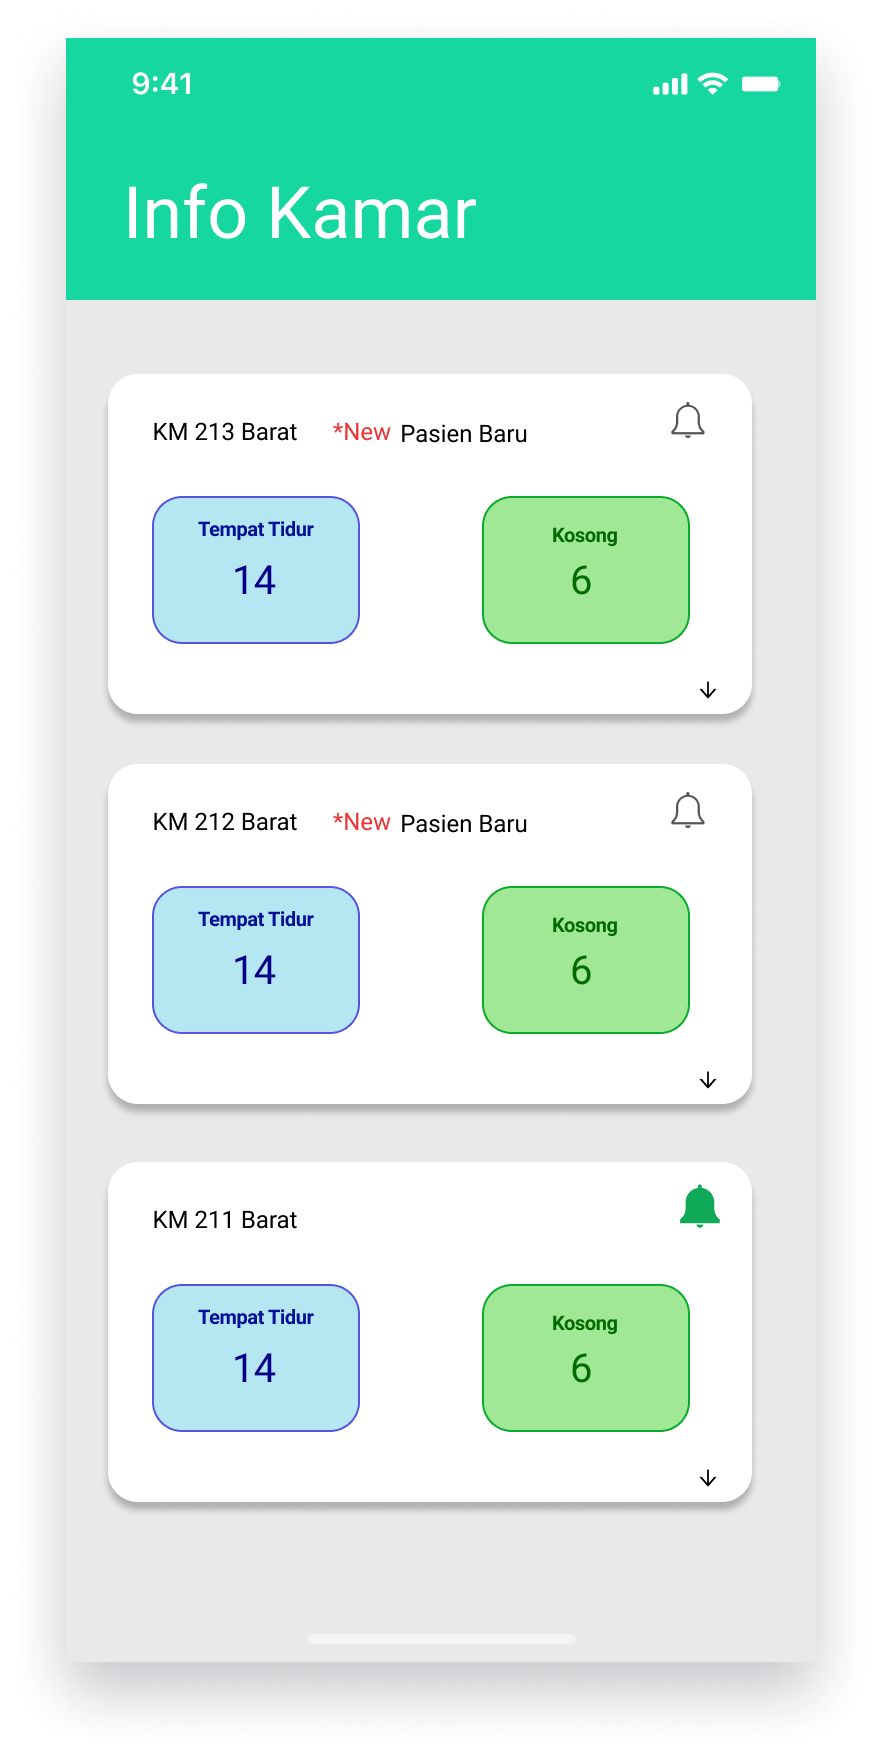 9:41
Info Kamar
KM 213 Barat *New Pasien Baru
Tempat Tidur Kosong
14 6
KM 212 Barat *New Pasien Baru
Tempat Tidur Kosong
14 6
KM 211 Barat
Tempat Tidur Kosong
14 6